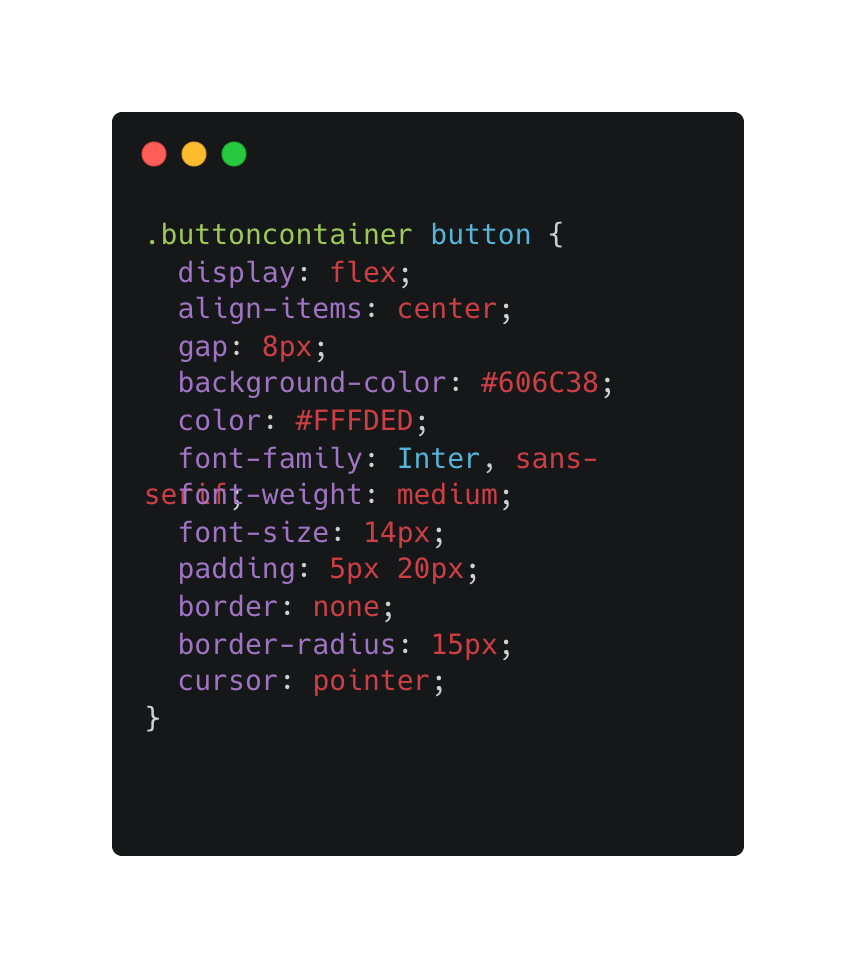 .buttoncontainer button {
  display: flex;
  align-items: center;
  gap: 8px;
  background-color: #606C38;
  color: #FFFDED;
  font-family: Inter, sans-
serif;
  font-weight: medium;
  font-size: 14px;
  padding: 5px 20px;
  border: none;
  border-radius: 15px;
  cursor: pointer;
}